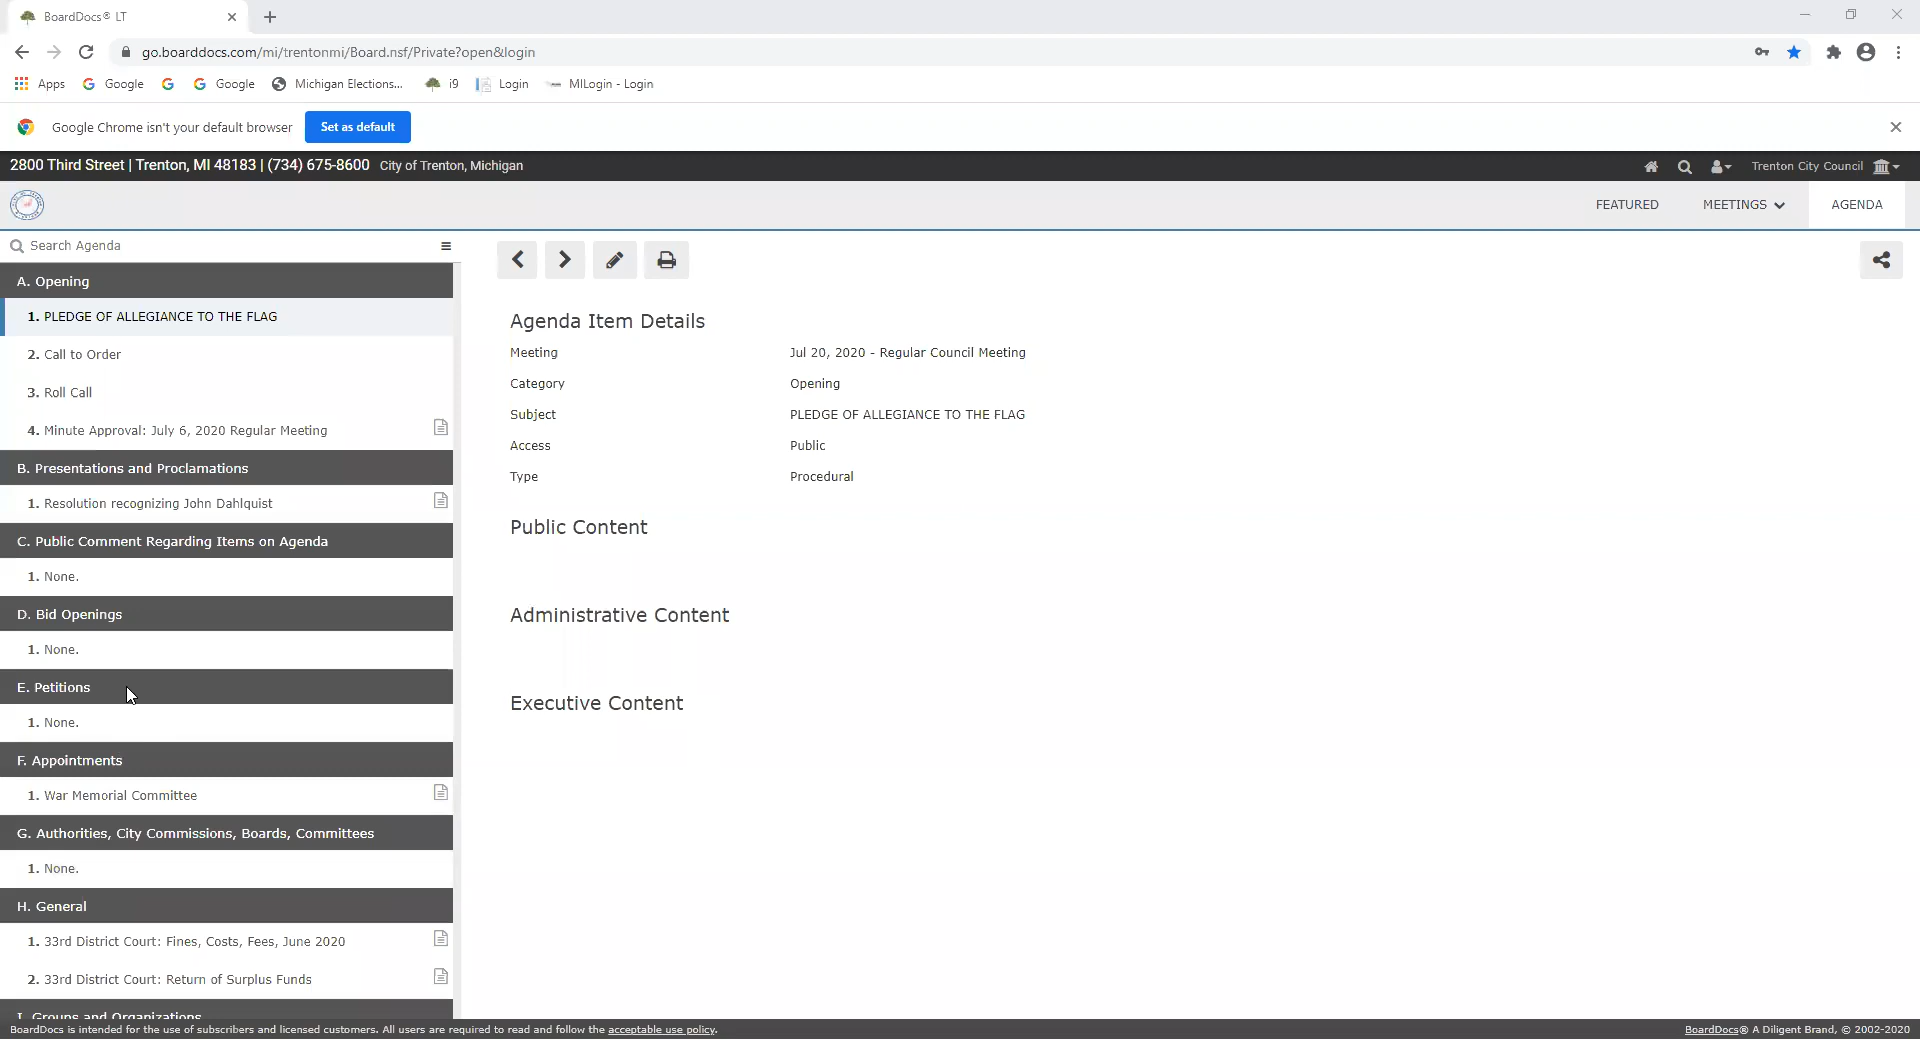 BoardDocs® LT
go.boarddocs.com/mi/trentonmi/Board.nsf/Private?open&login
Apps Google Google Michigan Elections... i9 Login MILogin - Login
Google Chrome isn't your default browser Set as default
2800 Third Street | Trenton, MI 48183 | (734) 675-8600 City of Trenton, Michigan Trenton City Council
FEATURED MEETINGS AGENDA
Search Agenda
A. Opening
1. PLEDGE OF ALLEGIANCE TO THE FLAG
2. Call to Order
3. Roll Call
4. Minute Approval: July 6, 2020 Regular Meeting
B. Presentations and Proclamations
1. Resolution recognizing John Dahlquist
C. Public Comment Regarding Items on Agenda
1. None.
D. Bid Openings
1. None.
E. Petitions
1. None.
F. Appointments
1. War Memorial Committee
G. Authorities, City Commissions, Boards, Committees
1. None.
H. General
1. 33rd District Court: Fines, Costs, Fees, June 2020
2. 33rd District Court: Return of Surplus Funds
I. Groups and Organizations
Agenda Item Details
Meeting Jul 20, 2020 - Regular Council Meeting
Category Opening
Subject PLEDGE OF ALLEGIANCE TO THE FLAG
Access Public
Type Procedural
Public Content
Administrative Content
Executive Content
BoardDocs is intended for the use of subscribers and licensed customers. All users are required to read and follow the acceptable use policy. BoardDocs® A Diligent Brand, © 2002-2020